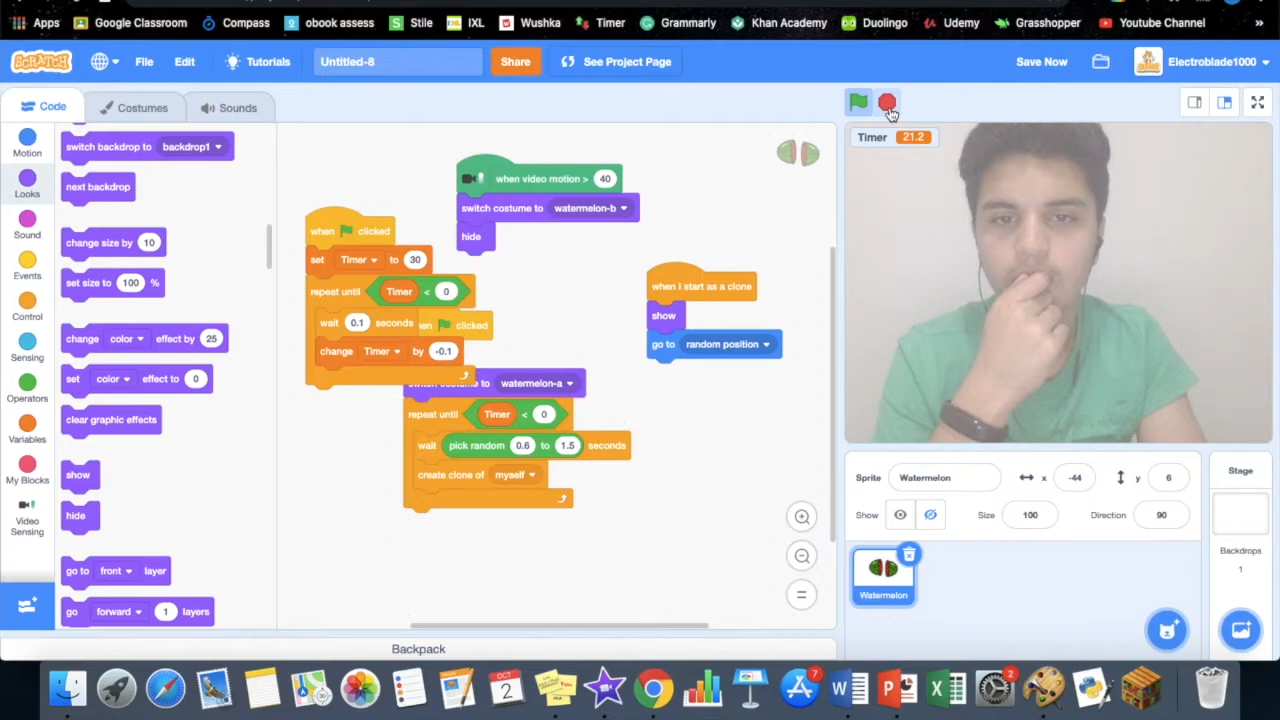 Apps Google Classroom Compass obook assess Stile IXL Wushka Timer Grammarly Khan Academy Duolingo Udemy Grasshopper YouTube Channel »
SCRATCH File Edit Tutorials Untitled-8 Share See Project Page Save Now Electroblade1000
Code Costumes Sounds
Motion
Looks
Sound
Events
Control
Sensing
Operators
Variables
My Blocks
Video
Sensing
switch backdrop to backdrop1
next backdrop
change size by 10
set size to 100 %
change color effect by 25
set color effect to 0
clear graphic effects
show
hide
go to front layer
go forward 1 layers
when clicked
set Timer to 30
repeat until Timer < 0
wait 0.1 seconds
change Timer by -0.1
when video motion > 40
switch costume to watermelon-b
hide
clicked
to watermelon-a
repeat until Timer < 0
wait pick random 0.6 to 1.5 seconds
create clone of myself
when I start as a clone
show
go to random position
Backpack
Timer 21.2
Sprite Watermelon x -44 y 6
Show Size 100 Direction 90
Watermelon
Stage
Backdrops
1
OCT
2
7
2